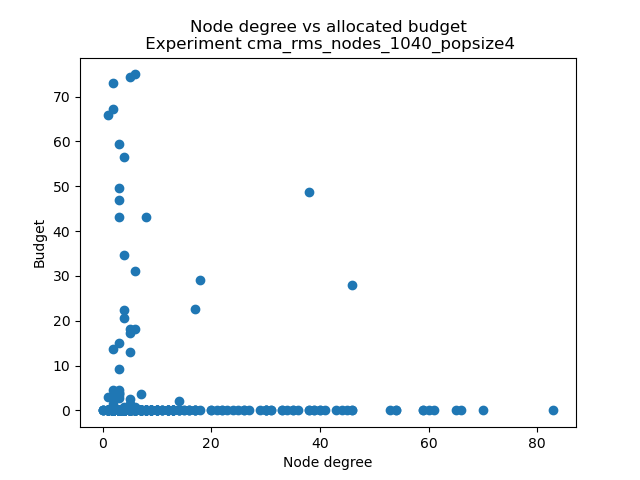 Node degree vs allocated budget
Experiment cma_rms_nodes_1040_popsize4
70
60
50
40
30
20
10
0
Budget
0 20 40 60 80
Node degree